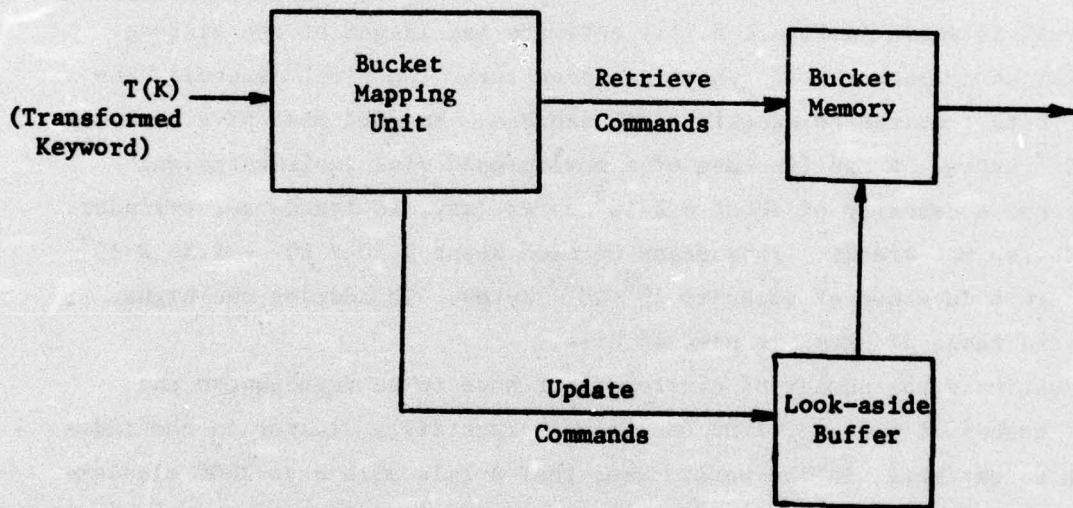 T(K)
(Transformed
Keyword)
Bucket
Mapping
Unit
Retrieve
Commands
Bucket
Memory
Update
Commands
Look-aside
Buffer